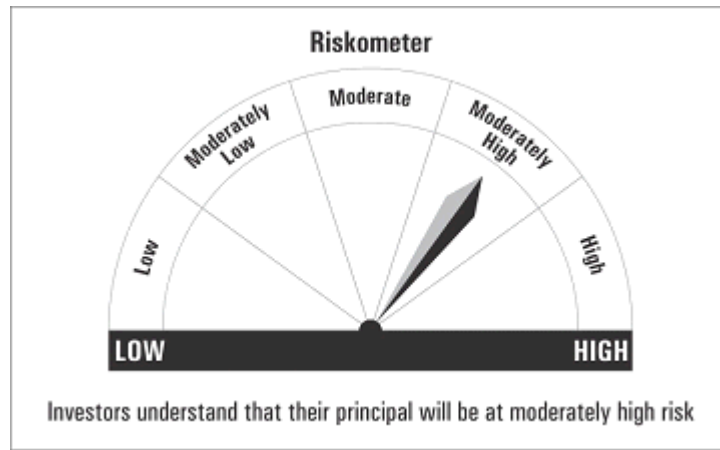 Riskometer
Low
Moderately
Low
Moderate
Moderately
High
High
LOW
HIGH
Investors understand that their principal will be at moderately high risk